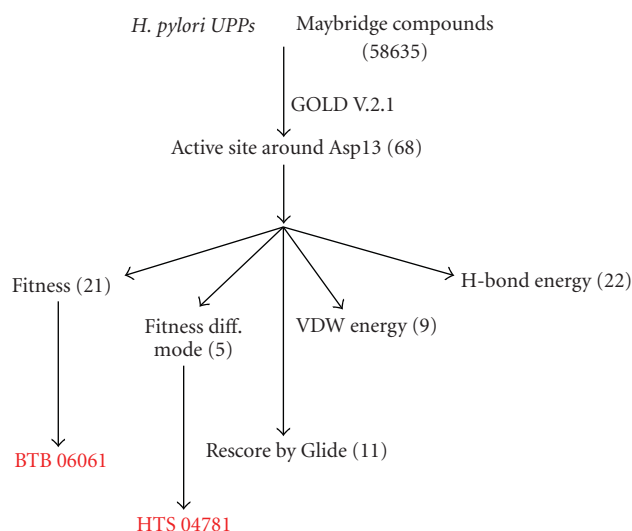 H. pylori UPPs
Maybridge compounds
(58635)
GOLD V.2.1
Active site around Asp13 (68)
Fitness (21)
Fitness diff.
mode (5)
VDW energy (9)
H-bond energy (22)
Rescore by Glide (11)
BTB 06061
HTS 04781